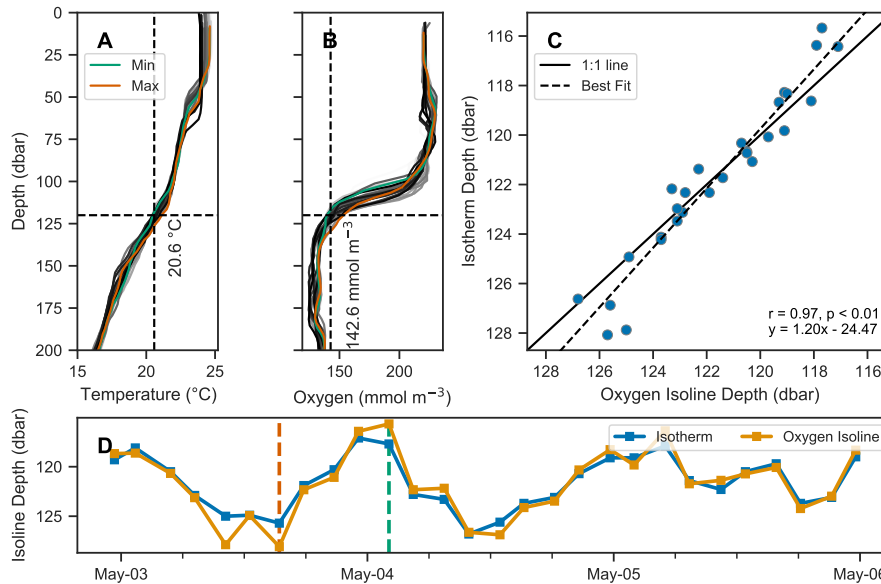 A
Min
Max
0
25
50
75
100
125
150
175
200
Depth (dbar)
20.6 °C
15
20
25
Temperature (°C)
B
142.6 mmol m⁻³
150
200
Oxygen (mmol m⁻³)
C
1:1 line
Best Fit
116
118
120
122
124
126
128
Isotherm Depth (dbar)
r = 0.97, p < 0.01
y = 1.20x - 24.47
128
126
124
122
120
118
116
Oxygen Isoline Depth (dbar)
D
Isotherm
Oxygen Isoline
120
125
Isoline Depth (dbar)
May-03
May-04
May-05
May-06